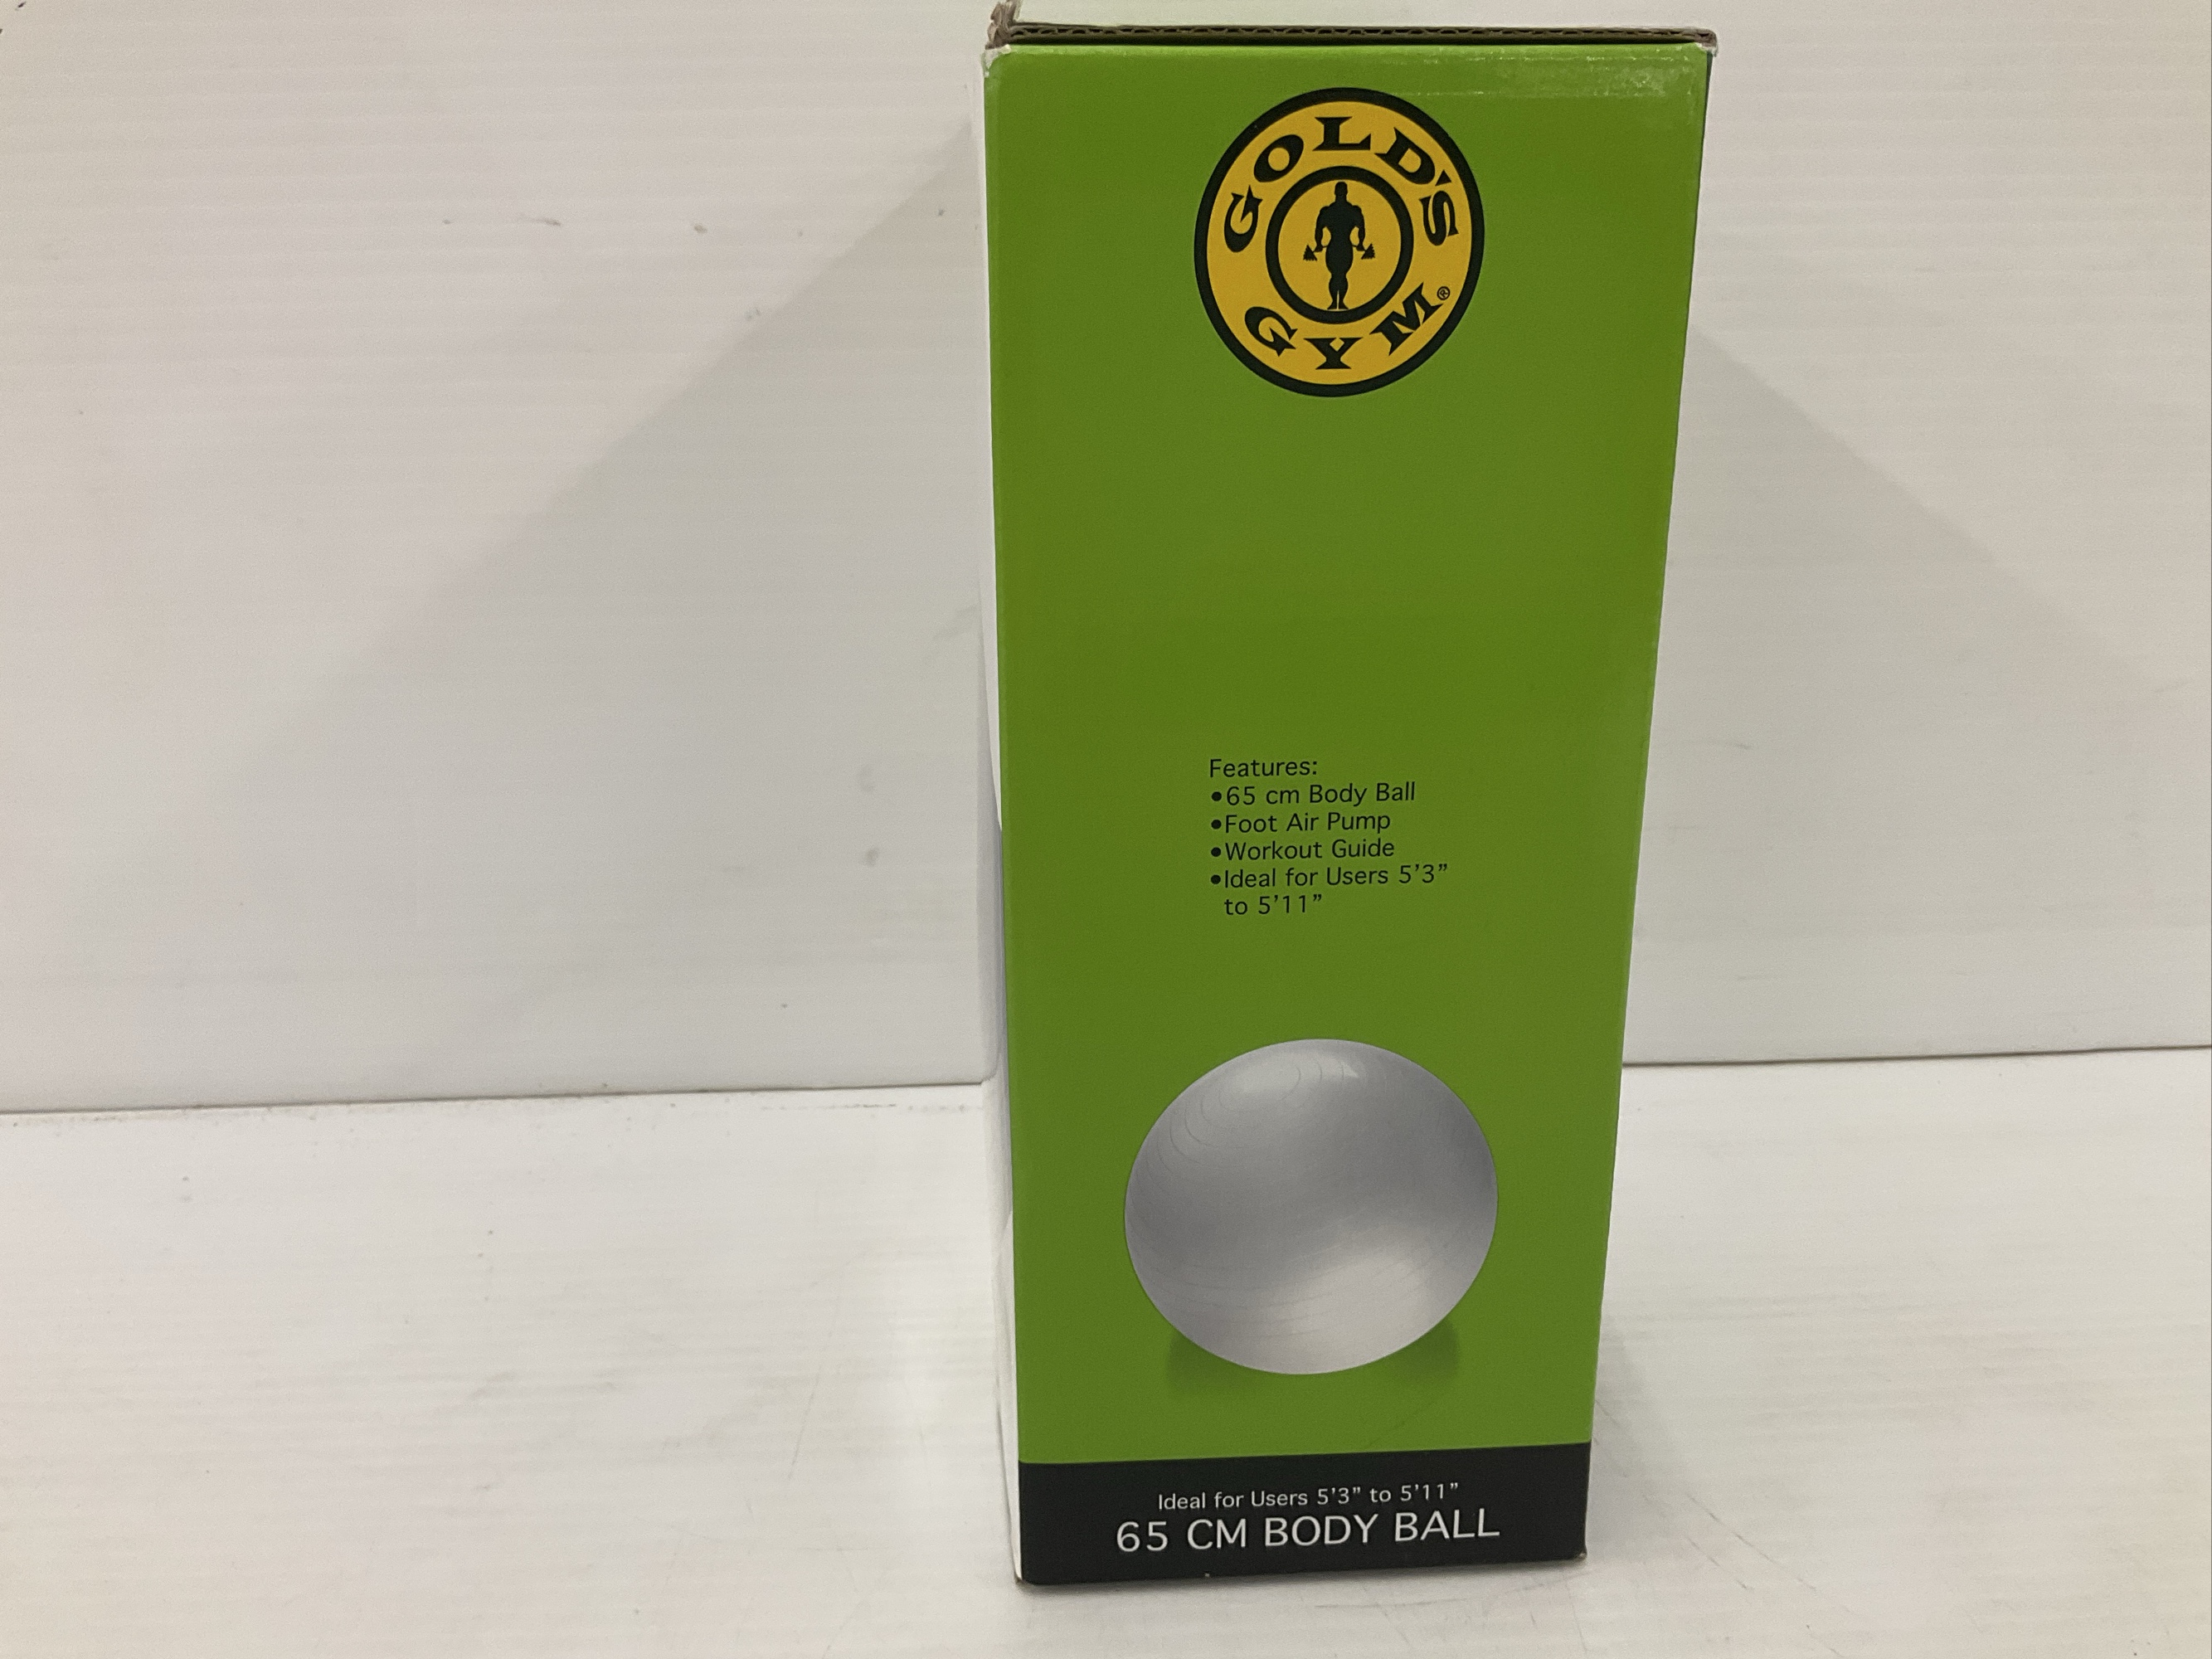 GOLD'S
GYM®
Features:
•65 cm Body Ball
•Foot Air Pump
•Workout Guide
•Ideal for Users 5’3”
to 5’11”
Ideal for Users 5’3” to 5’11”
65 CM BODY BALL